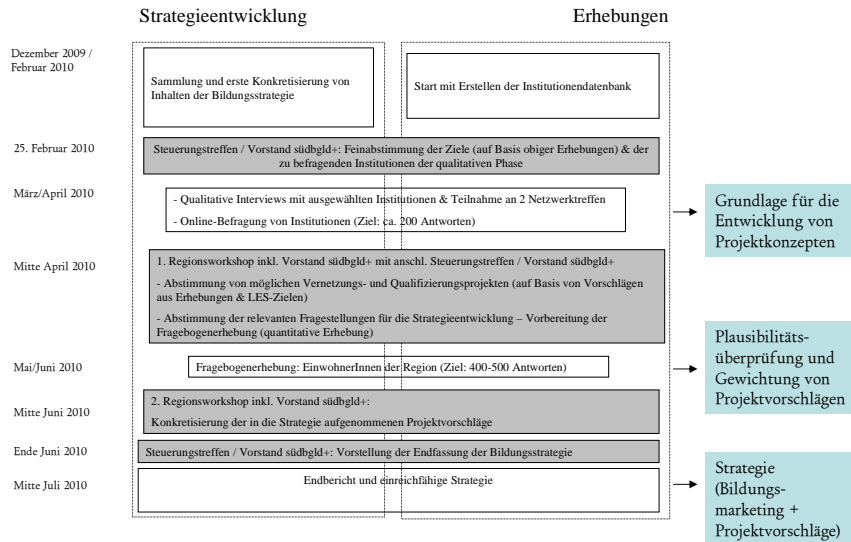 Strategieentwicklung
Erhebungen
Dezember 2009 /
Februar 2010
Sammlung und erste Konkretisierung von
Inhalten der Bildungsstrategie
Start mit Erstellen der Institutionendatenbank
25. Februar 2010
Steuerungstreffen / Vorstand südbgld+: Feinabstimmung der Ziele (auf Basis obiger Erhebungen) & der
zu befragenden Institutionen der qualitativen Phase
März/April 2010
- Qualitative Interviews mit ausgewählten Institutionen & Teilnahme an 2 Netzwerktreffen
- Online-Befragung von Institutionen (Ziel: ca. 200 Antworten)
Grundlage für die
Entwicklung von
Projektkonzepten
Mitte April 2010
1. Regionsworkshop inkl. Vorstand südbgld+ mit anschl. Steuerungstreffen / Vorstand südbgld+
- Abstimmung von möglichen Vernetzungs- und Qualifizierungsprojekten (auf Basis von Vorschlägen
aus Erhebungen & LES-Zielen)
- Abstimmung der relevanten Fragestellungen für die Strategieentwicklung – Vorbereitung der
Fragebogenerhebung (quantitative Erhebung)
Mai/Juni 2010
Fragebogenerhebung: EinwohnerInnen der Region (Ziel: 400-500 Antworten)
Plausibilitäts-
überprüfung und
Gewichtung von
Projektvorschlägen
Mitte Juni 2010
2. Regionsworkshop inkl. Vorstand südbgld+:
Konkretisierung der in die Strategie aufgenommenen Projektvorschläge
Ende Juni 2010
Steuerungstreffen / Vorstand südbgld+: Vorstellung der Endfassung der Bildungsstrategie
Mitte Juli 2010
Endbericht und einreichfähige Strategie
Strategie
(Bildungs-
marketing +
Projektvorschläge)